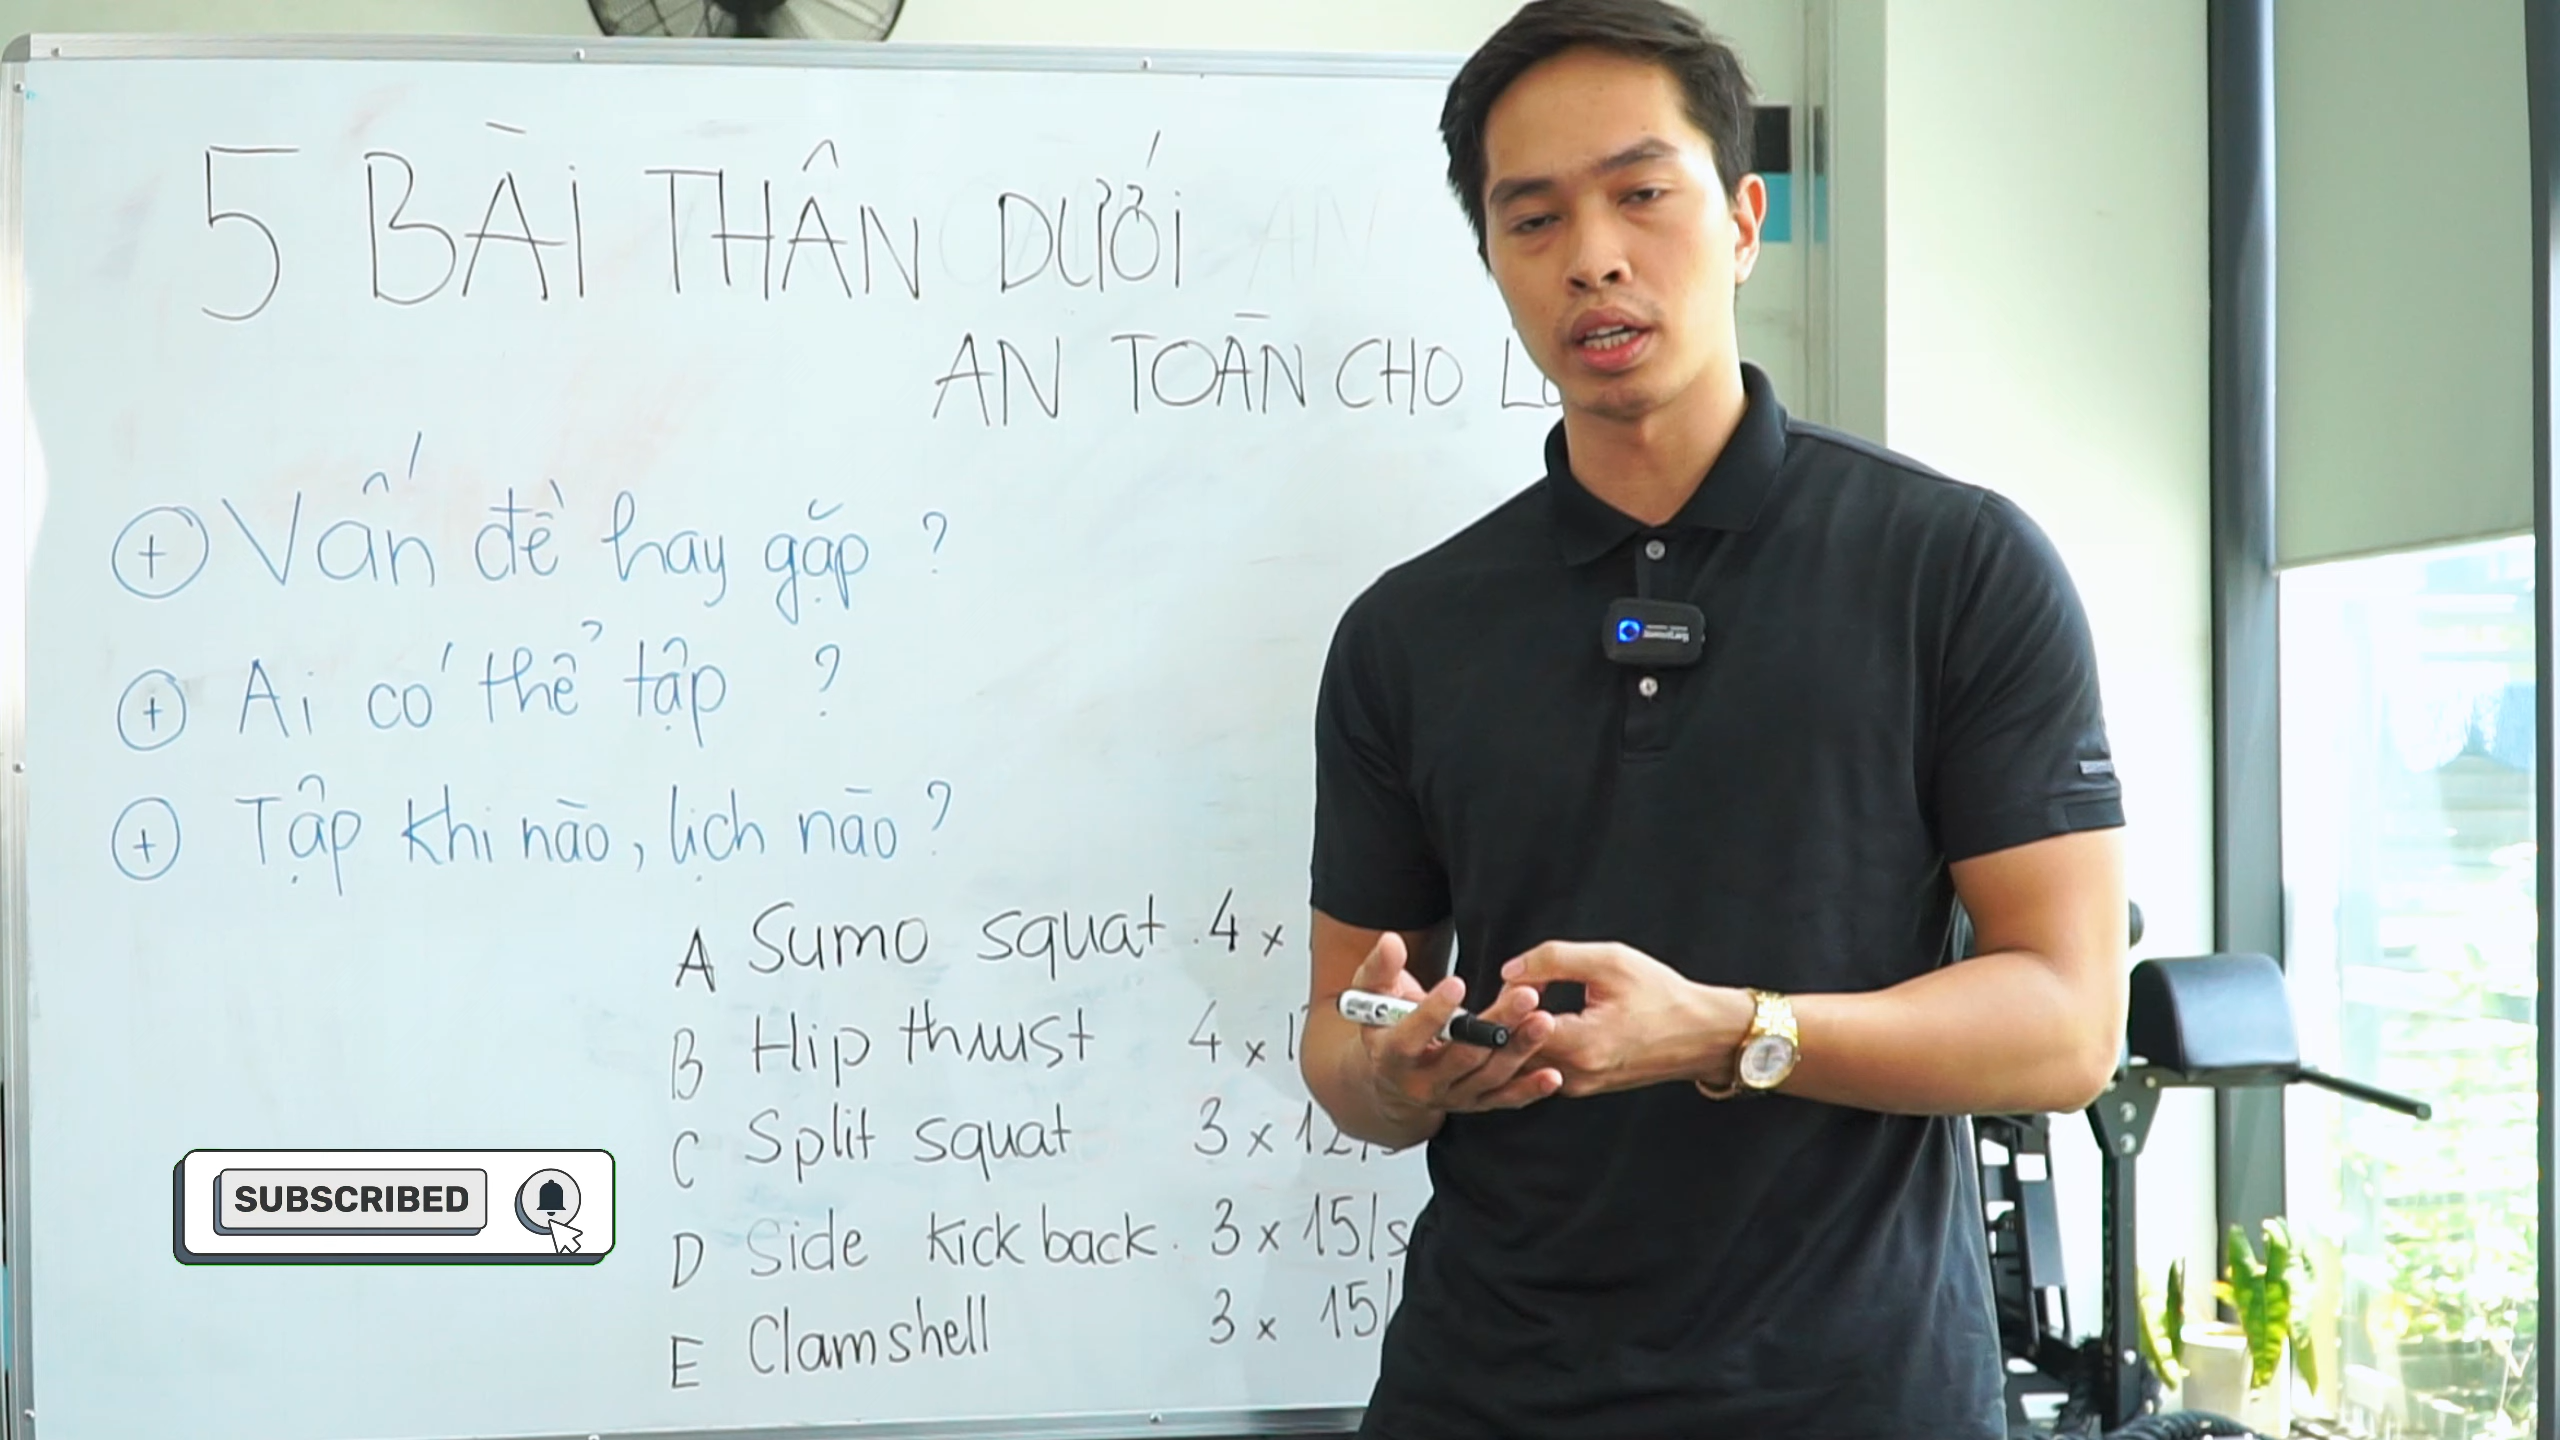 5 BÀI THÂN DƯỚI
AN TOÀN CHO
+ Vấn đề hay gặp ?
+ Ai có thể tập ?
+ Tập khi nào, lịch nào ?
A Sumo squat . 4 x
B Hip thrust 4 x
C Split squat 3 x 12/s
D Side kick back . 3 x 15/s
E Clamshell 3 x 15/
SUBSCRIBED